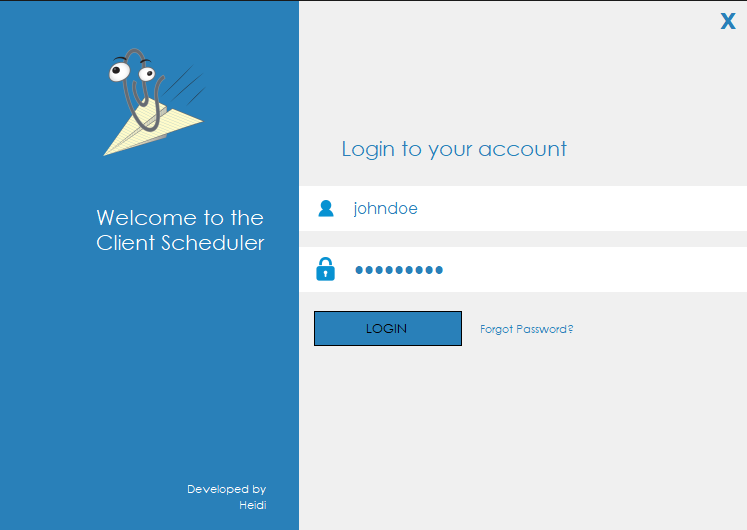 X
Login to your account
johndoe
●●●●●●●●●
LOGIN
Forgot Password?
Welcome to the
Client Scheduler
Developed by
Heidi